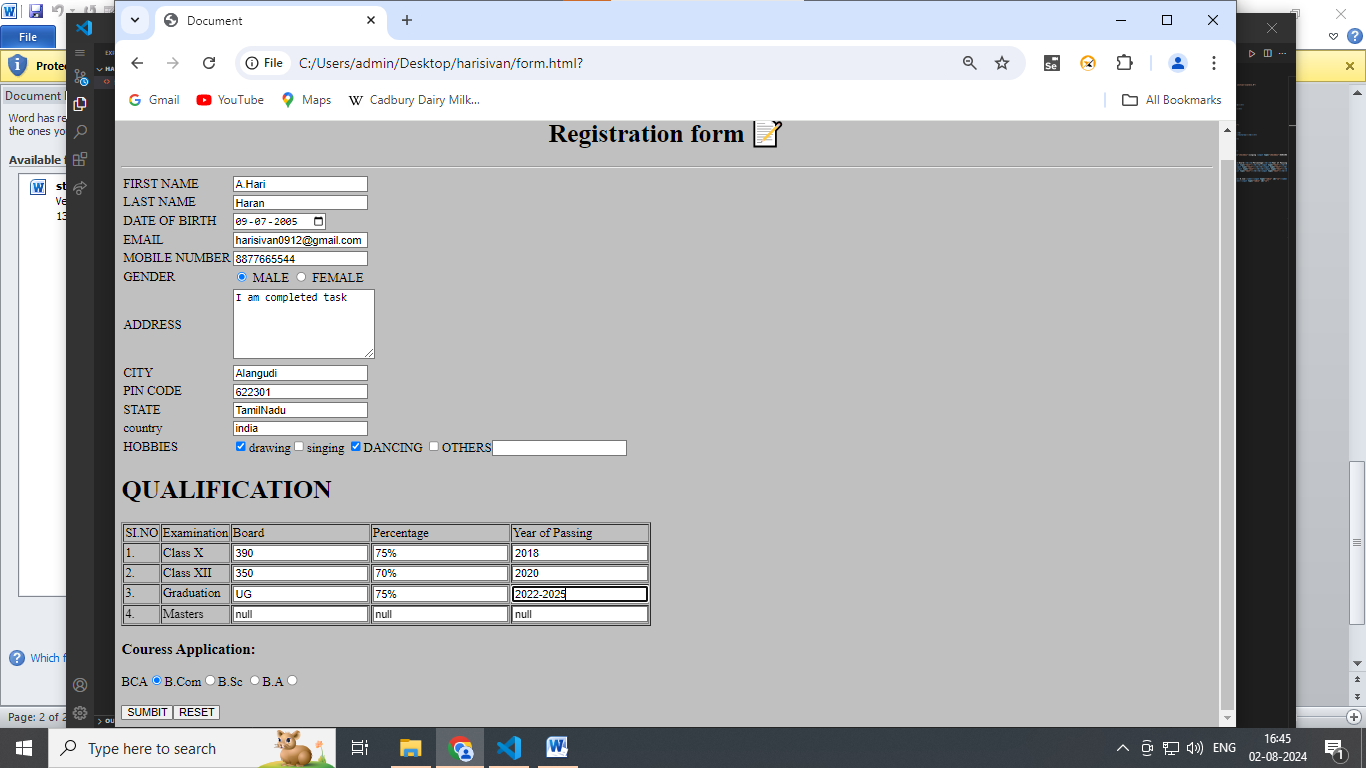 Document
File
File
C:/Users/admin/Desktop/harisivan/form.html?
Protec
Gmail
YouTube
Maps
Cadbury Dairy Milk...
All Bookmarks
Document
Word has re
the ones yo
Available f
st
Ve
13
Registration form
FIRST NAME A.Hari
LAST NAME Haran
DATE OF BIRTH 09-07-2005
EMAIL harisivan0912@gmail.com
MOBILE NUMBER 8877665544
GENDER MALE FEMALE
ADDRESS I am completed task
CITY Alangudi
PIN CODE 622301
STATE TamilNadu
country india
HOBBIES drawing singing DANCING OTHERS
QUALIFICATION
SI.NO Examination Board Percentage Year of Passing
1. Class X 390 75% 2018
2. Class XII 350 70% 2020
3. Graduation UG 75% 2022-2025
4. Masters null null null
Couress Application:
BCA B.Com B.Sc B.A
SUMBIT RESET
Which f
Page: 2 of 2
OU
Type here to search
ENG
16:45
02-08-2024
1